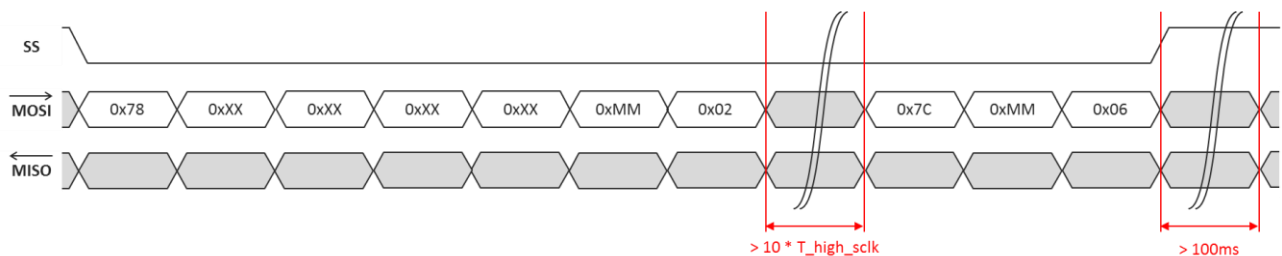 SS
MOSI 0x78 0xXX 0xXX 0xXX 0xXX 0xMM 0x02 0x7C 0xMM 0x06
MISO
> 10 * T_high_sclk > 100ms